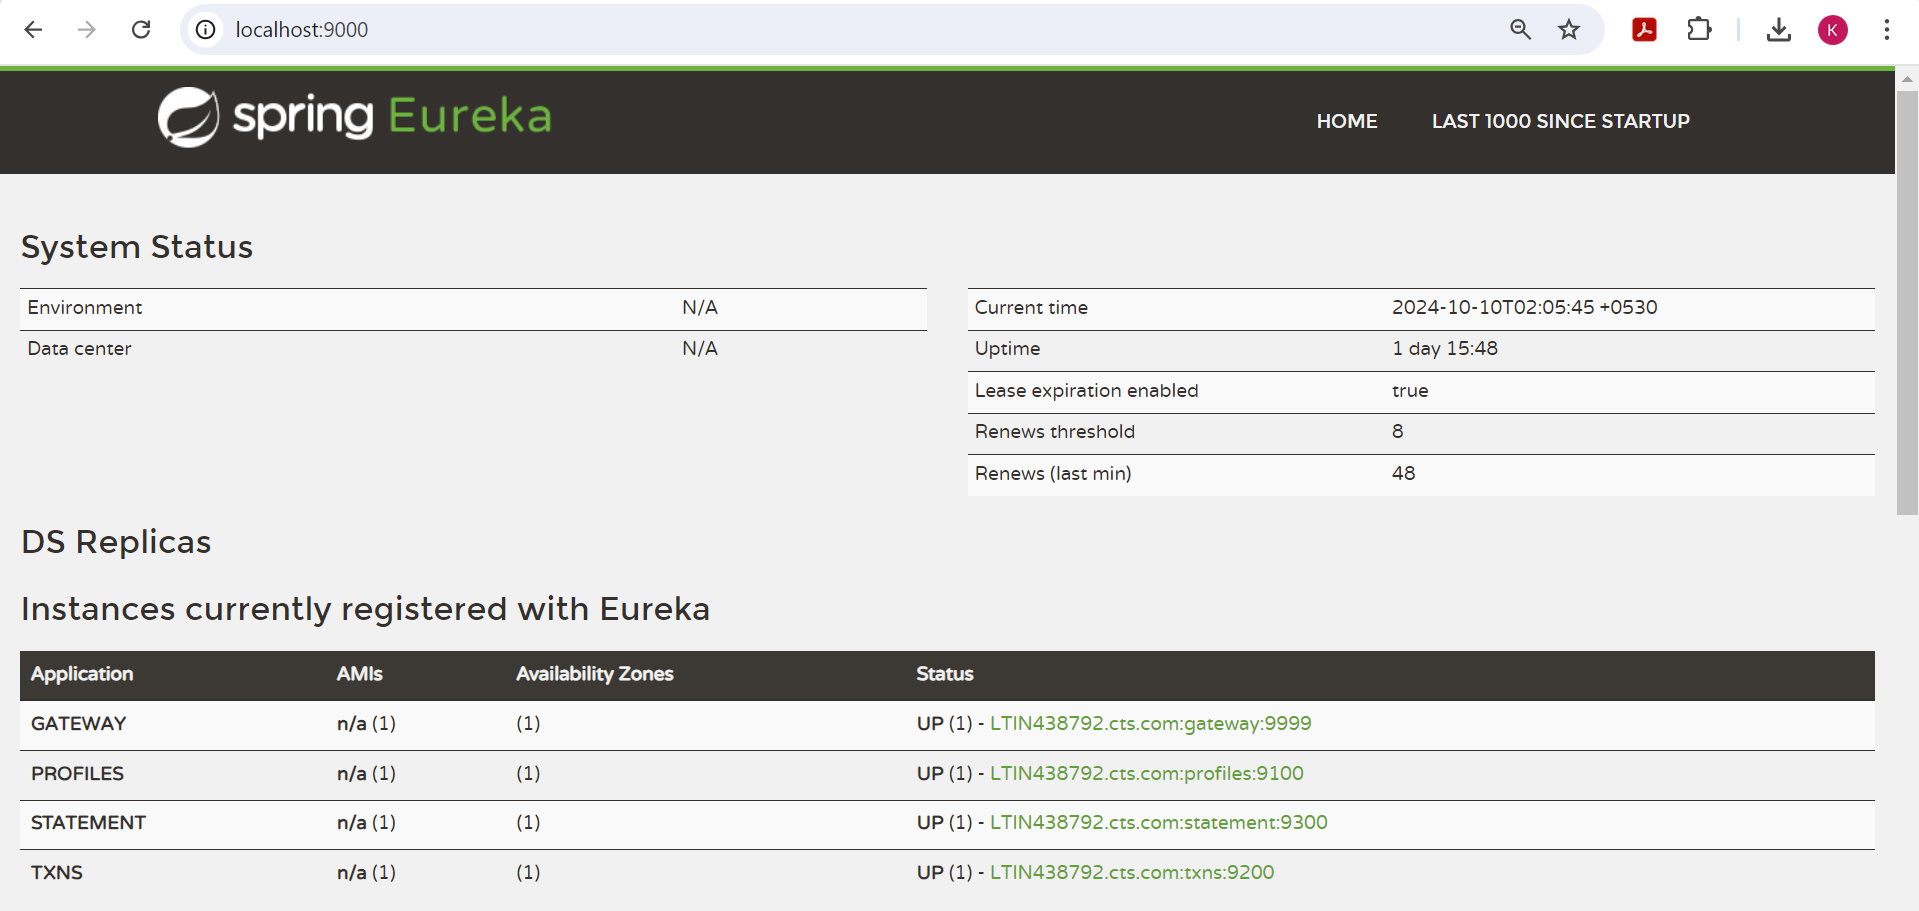 localhost:9000
K
spring Eureka
HOME LAST 1000 SINCE STARTUP
System Status
Environment N/A
Data center N/A
Current time 2024-10-10T02:05:45 +0530
Uptime 1 day 15:48
Lease expiration enabled true
Renews threshold 8
Renews (last min) 48
DS Replicas
Instances currently registered with Eureka
Application AMIs Availability Zones Status
GATEWAY n/a (1) (1) UP (1) - LTIN438792.cts.com:gateway:9999
PROFILES n/a (1) (1) UP (1) - LTIN438792.cts.com:profiles:9100
STATEMENT n/a (1) (1) UP (1) - LTIN438792.cts.com:statement:9300
TXNS n/a (1) (1) UP (1) - LTIN438792.cts.com:txns:9200